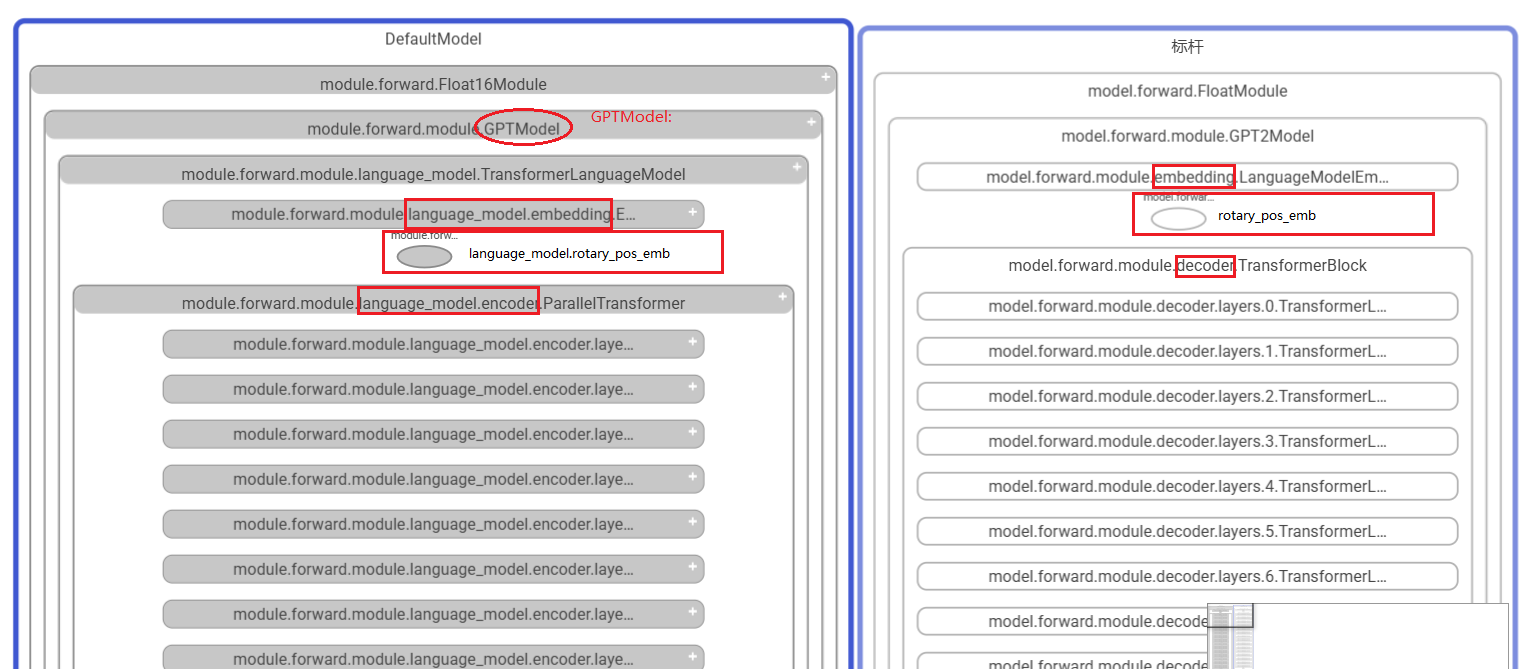 DefaultModel
module.forward.Float16Module
module.forward.module.GPTModel
GPTModel:
module.forward.module.language_model.TransformerLanguageModel
module.forward.module.language_model.embedding.E...
module.forw...
language_model.rotary_pos_emb
module.forward.module.language_model.encoder.ParallelTransformer
module.forward.module.language_model.encoder.laye...
module.forward.module.language_model.encoder.laye...
module.forward.module.language_model.encoder.laye...
module.forward.module.language_model.encoder.laye...
module.forward.module.language_model.encoder.laye...
module.forward.module.language_model.encoder.laye...
module.forward.module.language_model.encoder.laye...
module.forward.module.language_model.encoder.laye...
标杆
model.forward.FloatModule
model.forward.module.GPT2Model
model.forward.module.embedding.LanguageModelEm...
model.forwar...
rotary_pos_emb
model.forward.module.decoder.TransformerBlock
model.forward.module.decoder.layers.0.TransformerL...
model.forward.module.decoder.layers.1.TransformerL...
model.forward.module.decoder.layers.2.TransformerL...
model.forward.module.decoder.layers.3.TransformerL...
model.forward.module.decoder.layers.4.TransformerL...
model.forward.module.decoder.layers.5.TransformerL...
model.forward.module.decoder.layers.6.TransformerL...
model.forward.module.decode
model.forward.module.decode